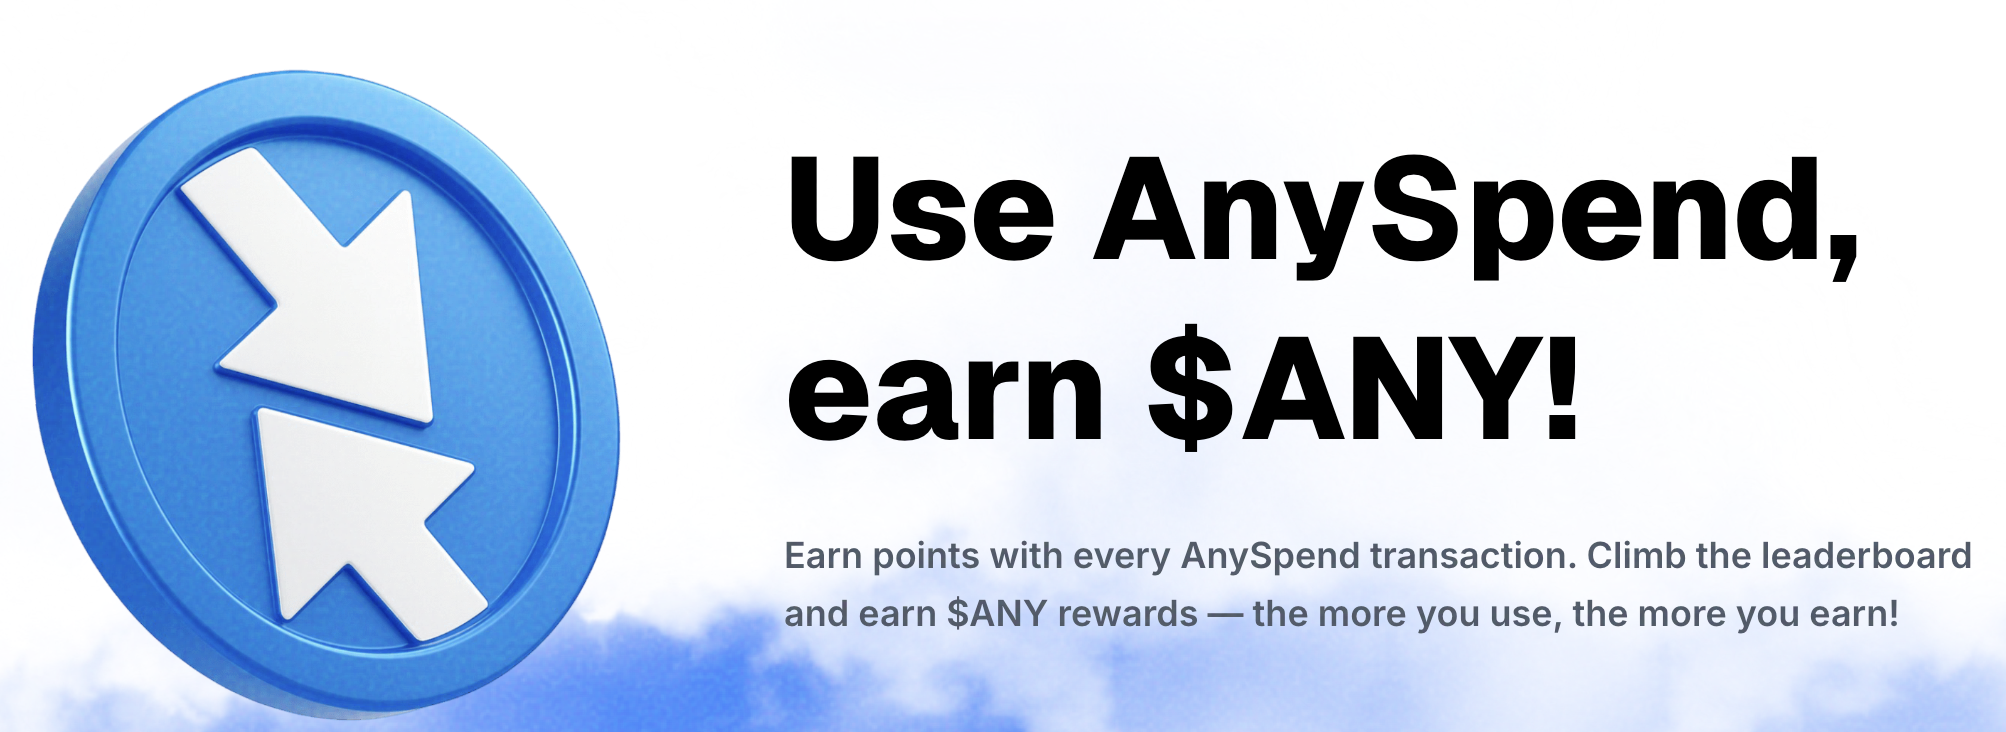 Use AnySpend,
earn $ANY!
Earn points with every AnySpend transaction. Climb the leaderboard
and earn $ANY rewards — the more you use, the more you earn!